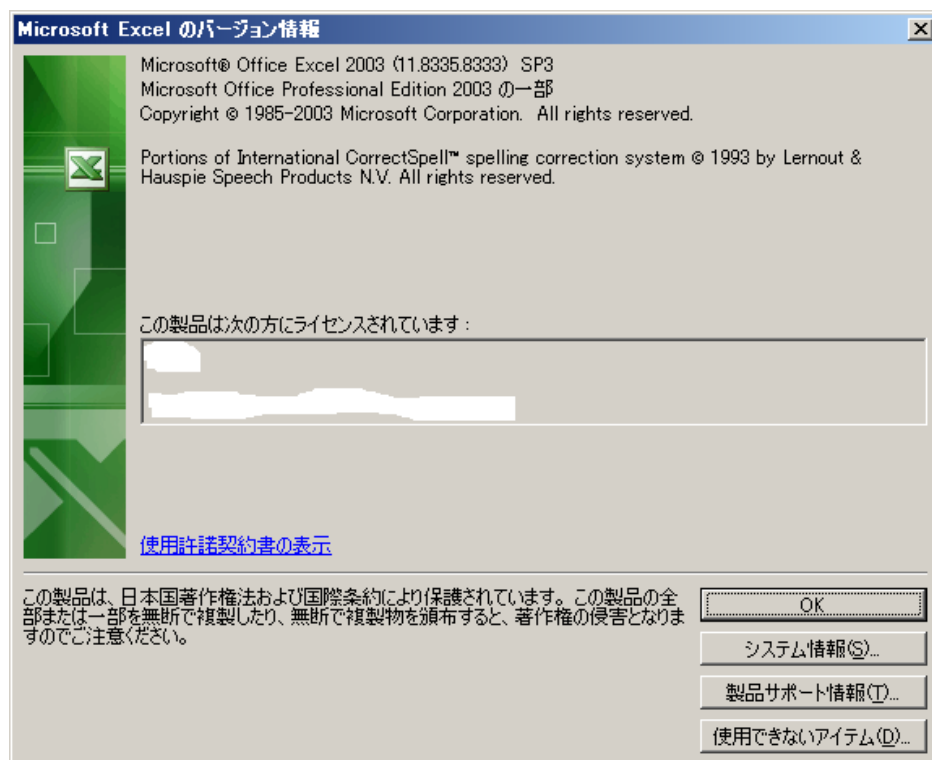 Microsoft Excel のバージョン情報
Microsoft® Office Excel 2003 (11.8335.8333) SP3
Microsoft Office Professional Edition 2003 の一部
Copyright © 1985-2003 Microsoft Corporation. All rights reserved.
Portions of International CorrectSpell™ spelling correction system © 1993 by Lernout &
Hauspie Speech Products N.V. All rights reserved.
この製品は次の方にライセンスされています：
使用許諾契約書の表示
この製品は、日本国著作権法および国際条約により保護されています。この製品の全
部または一部を無断で複製したり、無断で複製物を頒布すると、著作権の侵害となりま
すのでご注意ください。
OK
システム情報(S)...
製品サポート情報(T)...
使用できないアイテム(D)...